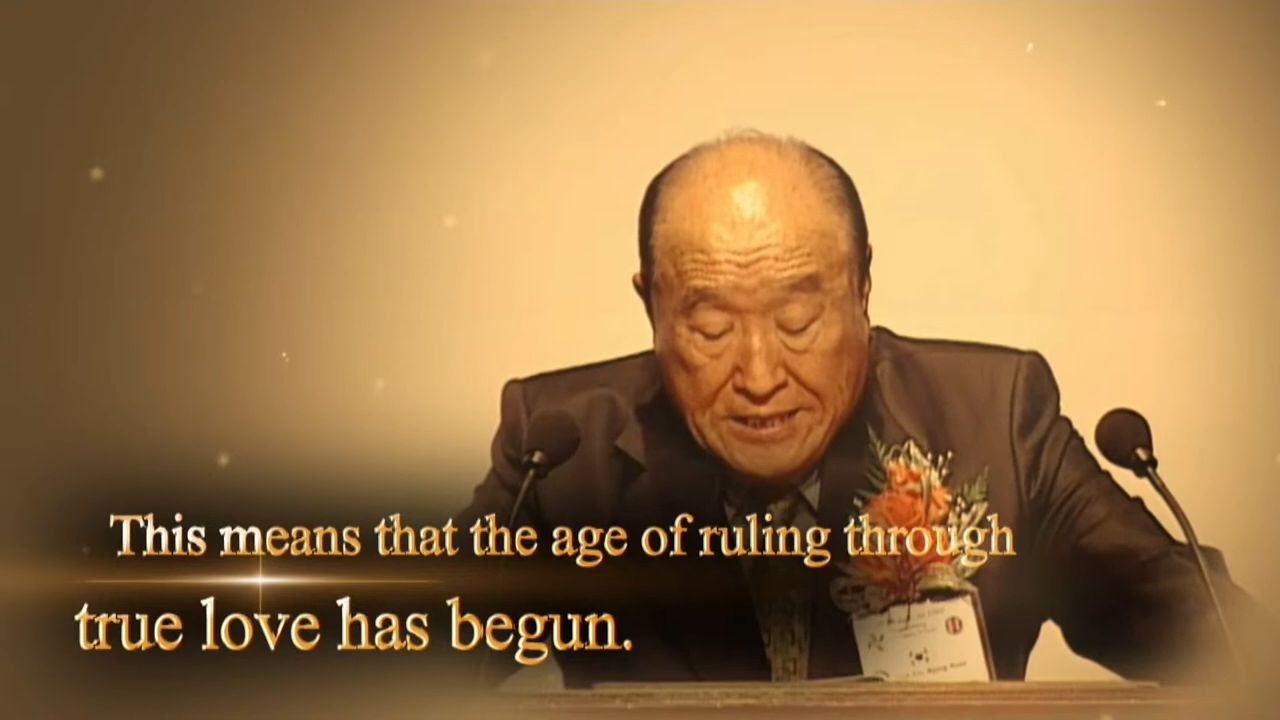 This means that the age of ruling through
true love has begun.